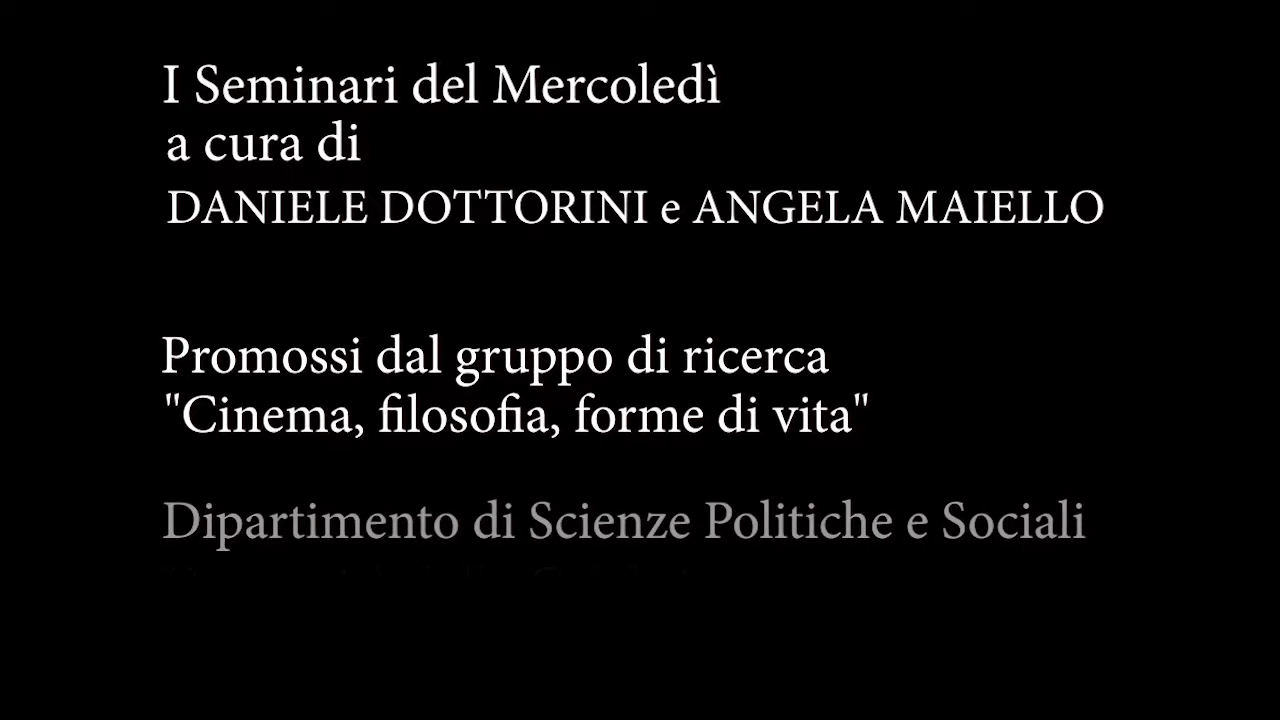 I Seminari del Mercoledì
a cura di
DANIELE DOTTORINI e ANGELA MAIELLO
Promossi dal gruppo di ricerca
"Cinema, filosofia, forme di vita"
Dipartimento di Scienze Politiche e Sociali